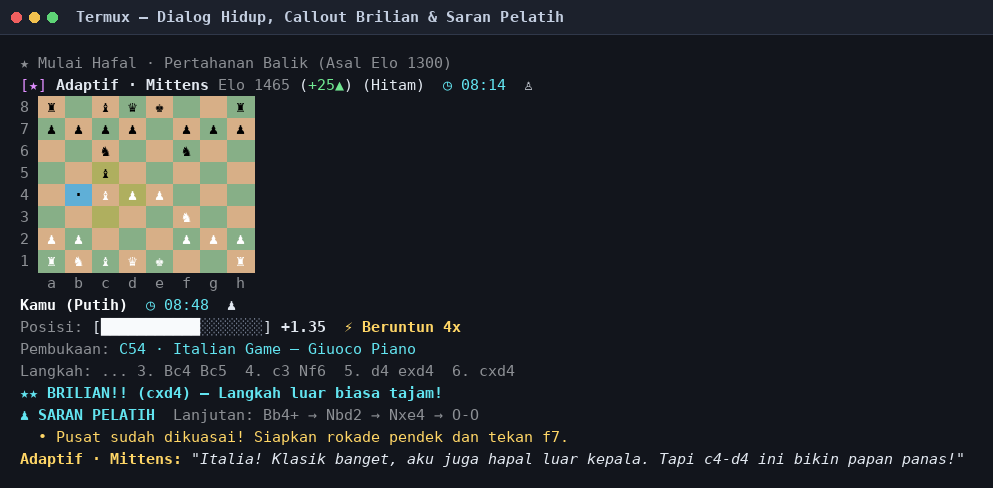 Termux — Dialog Hidup, Callout Brilian & Saran Pelatih
★ Mulai Hafal · Pertahanan Balik (Asal Elo 1300)
[★] Adaptif · Mittens Elo 1465 (+25▲) (Hitam) ◷ 08:14 ♙
8 ♜ ♝ ♛ ♚ ♜
7 ♟ ♟ ♟ ♟ ♟ ♟ ♟
6 ♞ ♞
5 ♝
4 · ♝ ♟ ♟
3 ♞
2 ♟ ♟ ♟ ♟ ♟
1 ♜ ♞ ♝ ♛ ♚ ♜
a b c d e f g h
Kamu (Putih) ◷ 08:48 ♟
Posisi: [███████████░░░░░░░] +1.35 ⚡ Beruntun 4x
Pembukaan: C54 · Italian Game — Giuoco Piano
Langkah: ... 3. Bc4 Bc5 4. c3 Nf6 5. d4 exd4 6. cxd4
★★ BRILIAN!! (cxd4) — Langkah luar biasa tajam!
♟ SARAN PELATIH Lanjutan: Bb4+ → Nbd2 → Nxe4 → O-O
• Pusat sudah dikuasai! Siapkan rokade pendek dan tekan f7.
Adaptif · Mittens: "Italia! Klasik banget, aku juga hapal luar kepala. Tapi c4-d4 ini bikin papan panas!"